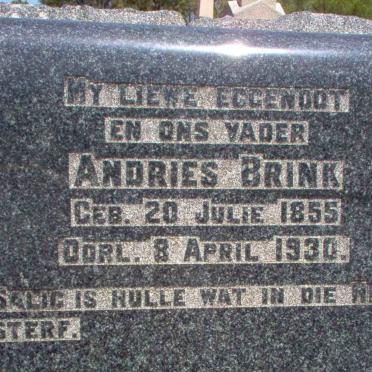 MY LIEWE EGGENOOT
EN ONS VADER
ANDRIES BRINK
GEB. 20 JULIE 1855
OORL. 8 APRIL 1930.
SALIG IS HULLE WAT IN DIE
STERF.